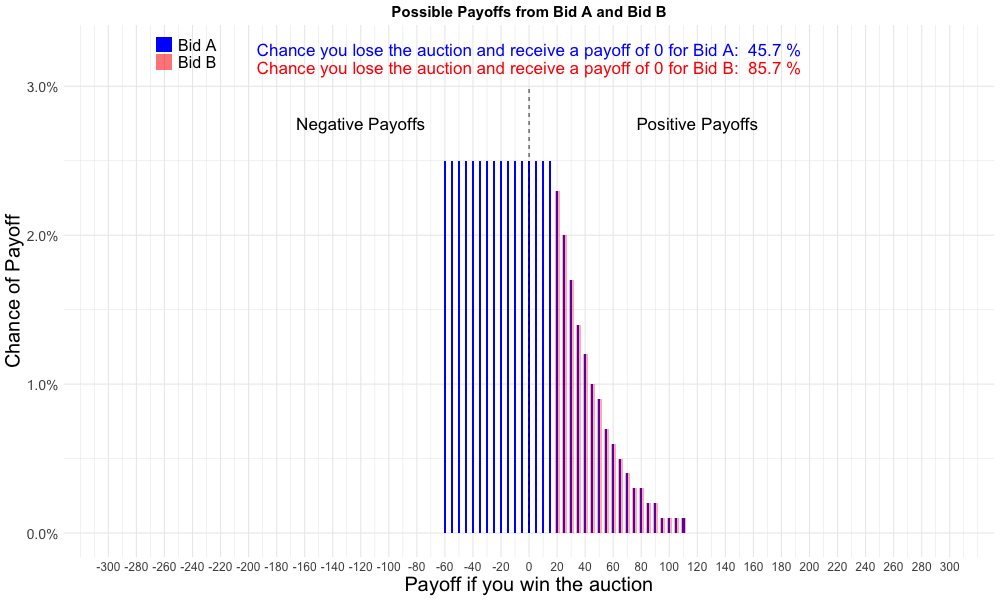 Possible Payoffs from Bid A and Bid B
Bid A
Chance you lose the auction and receive a payoff of 0 for Bid A:  45.7 %
Bid B
Chance you lose the auction and receive a payoff of 0 for Bid B:  85.7 %
3.0%
Negative Payoffs
Positive Payoffs
2.0%
Chance of Payoff
1.0%
0.0%
-300 -280 -260 -240 -220 -200 -180 -160 -140 -120 -100 -80 -60 -40 -20 0 20 40 60 80 100 120 140 160 180 200 220 240 260 280 300
Payoff if you win the auction